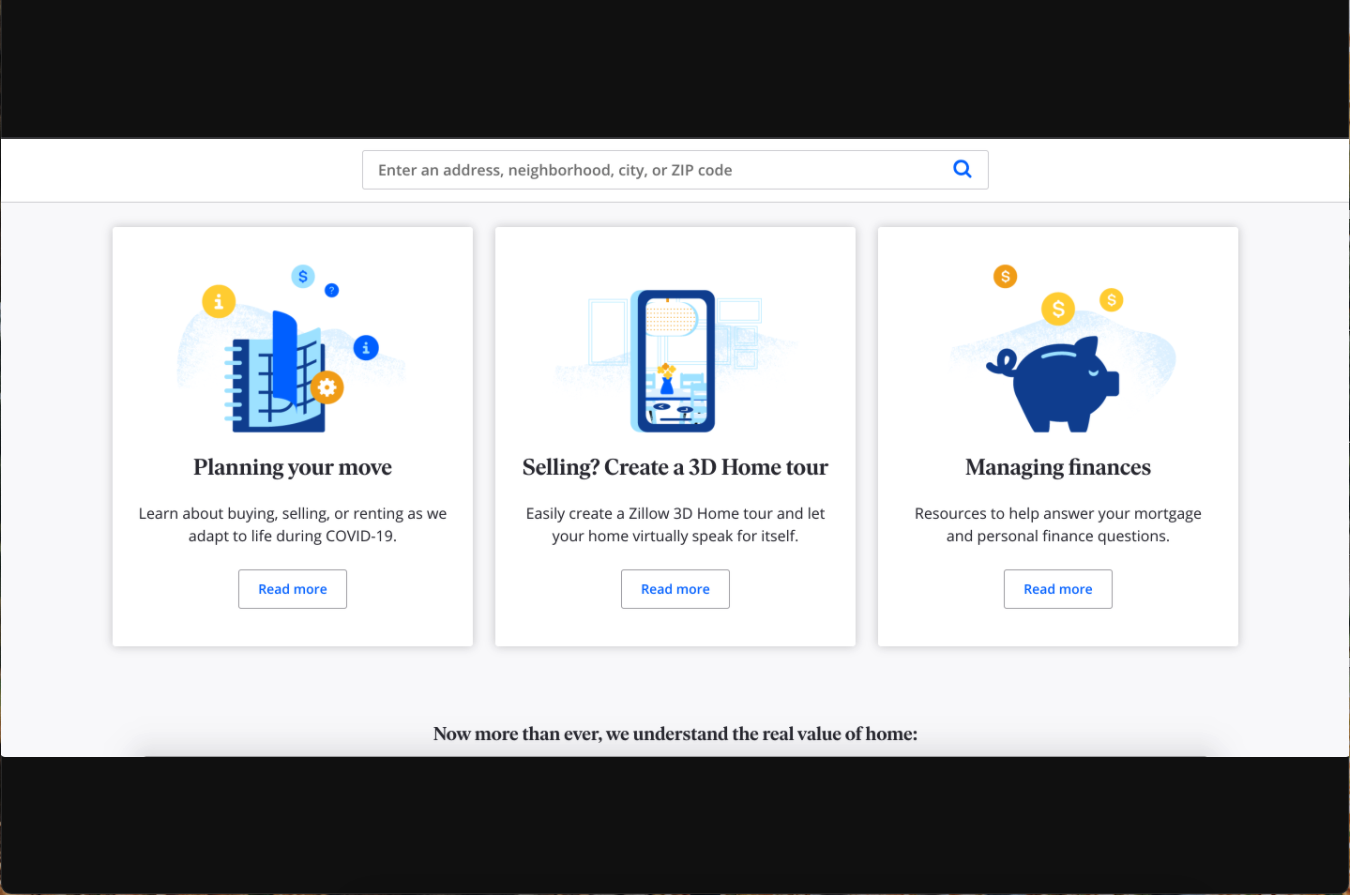 Enter an address, neighborhood, city, or ZIP code
i
$
?
i
Planning your move
Learn about buying, selling, or renting as we
adapt to life during COVID-19.
Read more
Selling? Create a 3D Home tour
Easily create a Zillow 3D Home tour and let
your home virtually speak for itself.
Read more
$
$
$
Managing finances
Resources to help answer your mortgage
and personal finance questions.
Read more
Now more than ever, we understand the real value of home: